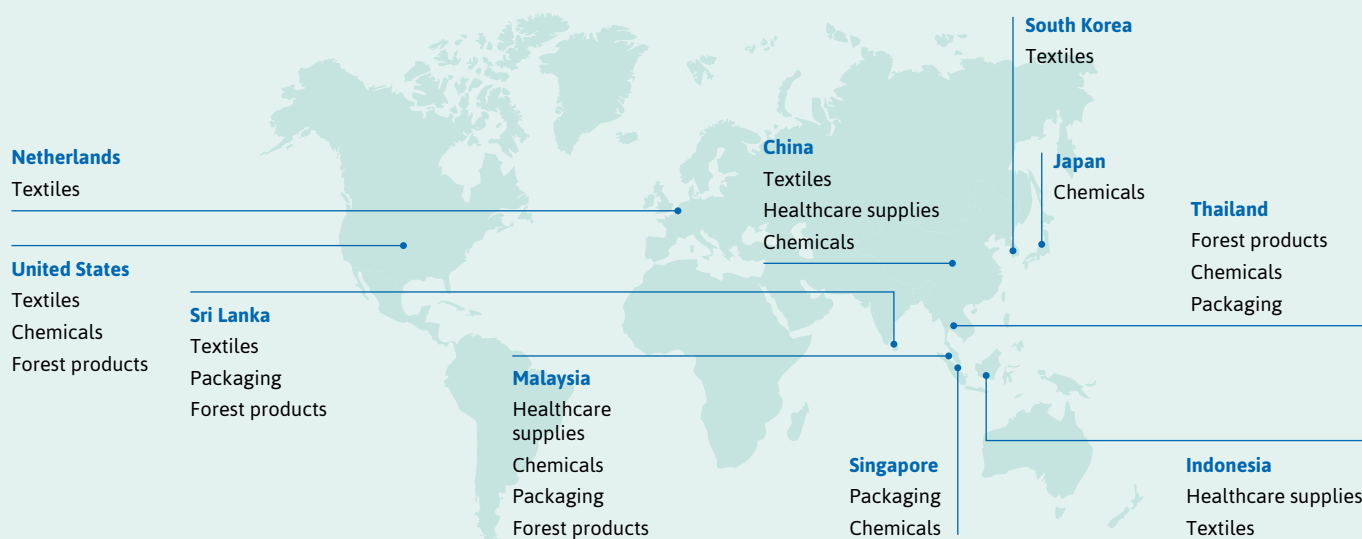 South Korea
Textiles
Netherlands
Textiles
China
Textiles
Healthcare supplies
Chemicals
Japan
Chemicals
Thailand
Forest products
Chemicals
Packaging
United States
Textiles
Chemicals
Forest products
Sri Lanka
Textiles
Packaging
Forest products
Malaysia
Healthcare
supplies
Chemicals
Packaging
Forest products
Singapore
Packaging
Chemicals
Indonesia
Healthcare supplies
Textiles